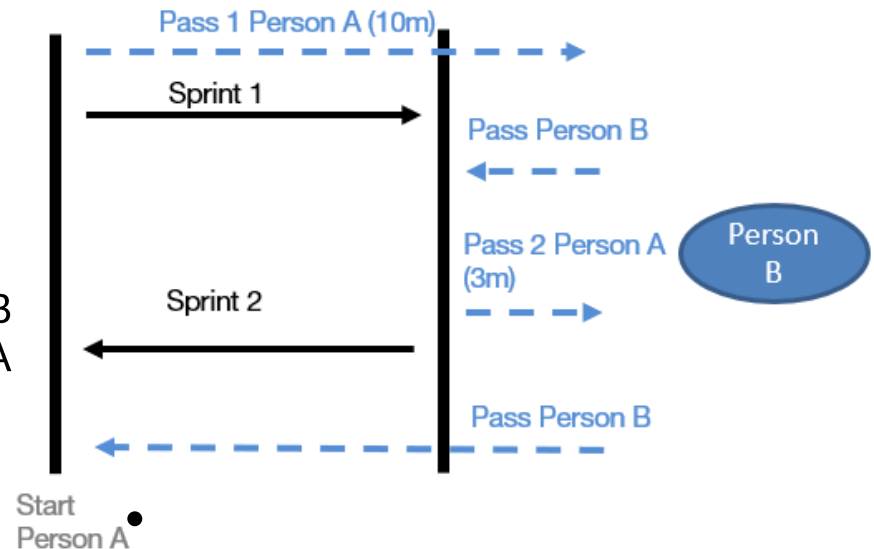 Pass 1 Person A (10m)
Sprint 1
Pass Person B
Pass 2 Person A
(3m)
Person
B
Sprint 2
B
A
Pass Person B
Start
Person A